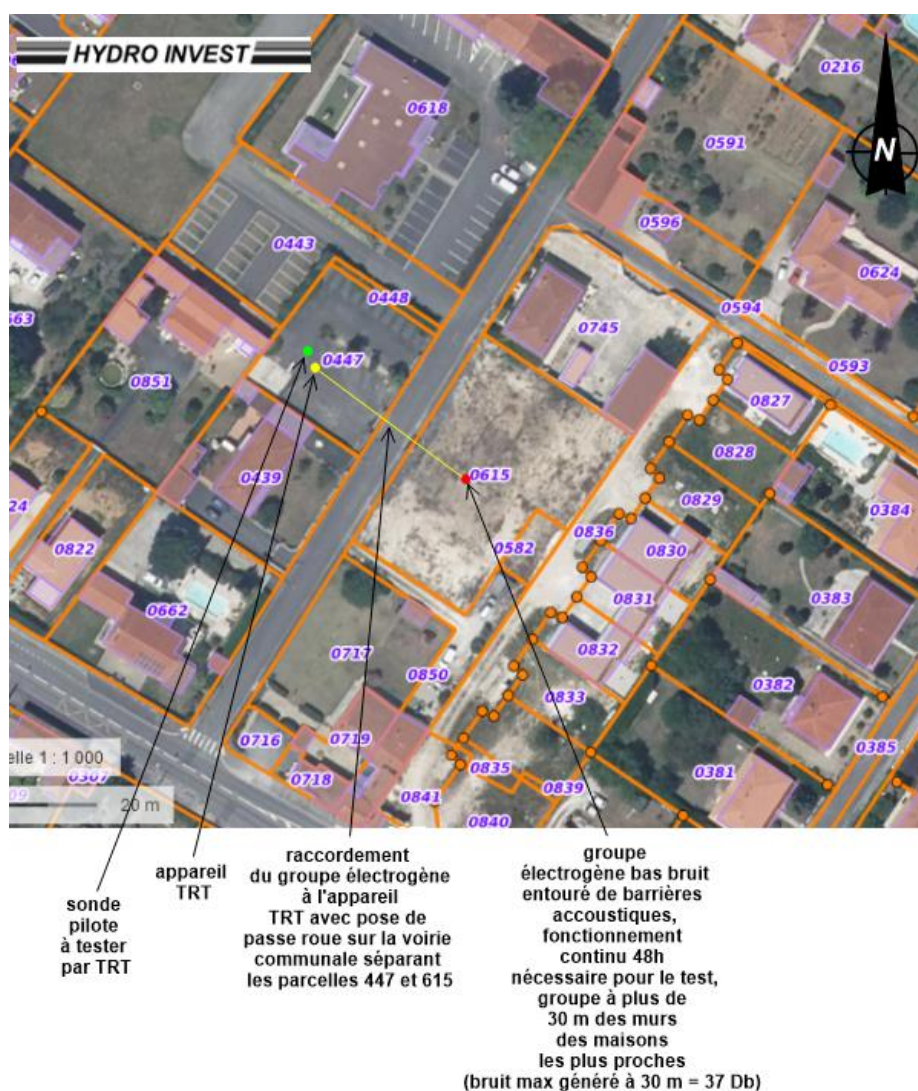 HYDRO INVEST
0618
0216
0591
N
0596
0443
0624
0448
0594
0745
663
0447
0593
0851
0827
0828
0439
0615
0829
0384
24
0582
0836
0822
0830
0831
0383
0662
0832
0717
0850
0382
0833
0716
0719
elle 1 : 1 000
0718
0835
0385
0307
0381
09
20 m
0841
0839
0840
sonde
pilote
à tester
par TRT
appareil
TRT
raccordement
du groupe électrogène
à l'appareil
TRT avec pose de
passe roue sur la voirie
communale séparant
les parcelles 447 et 615
groupe
électrogène bas bruit
entouré de barrières
accoustiques,
fonctionnement
continu 48h
nécessaire pour le test,
groupe à plus de
30 m des murs
des maisons
les plus proches
(bruit max généré à 30 m = 37 Db)